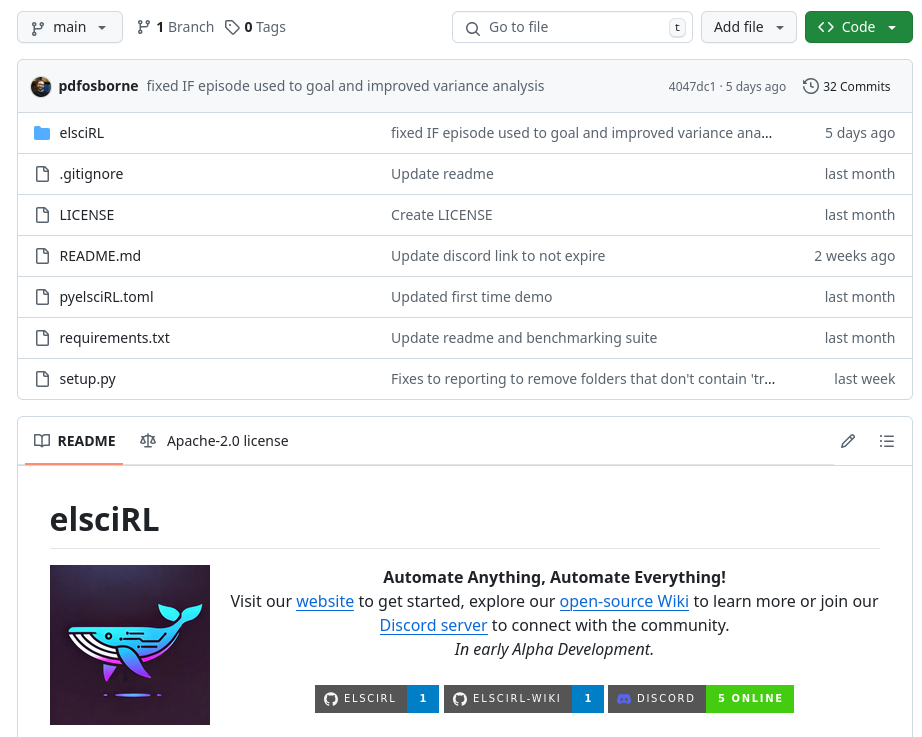 main 1 Branch 0 Tags Go to file t Add file Code
pdfosborne fixed IF episode used to goal and improved variance analysis 4047dc1 · 5 days ago 32 Commits
elsciRL fixed IF episode used to goal and improved variance ana... 5 days ago
.gitignore Update readme last month
LICENSE Create LICENSE last month
README.md Update discord link to not expire 2 weeks ago
pyelsciRL.toml Updated first time demo last month
requirements.txt Update readme and benchmarking suite last month
setup.py Fixes to reporting to remove folders that don't contain 'tr... last week
README Apache-2.0 license
elsciRL
Automate Anything, Automate Everything!
Visit our website to get started, explore our open-source Wiki to learn more or join our
Discord server to connect with the community.
In early Alpha Development.
ELSCIRL 1 ELSCIRL-WIKI 1 DISCORD 5 ONLINE